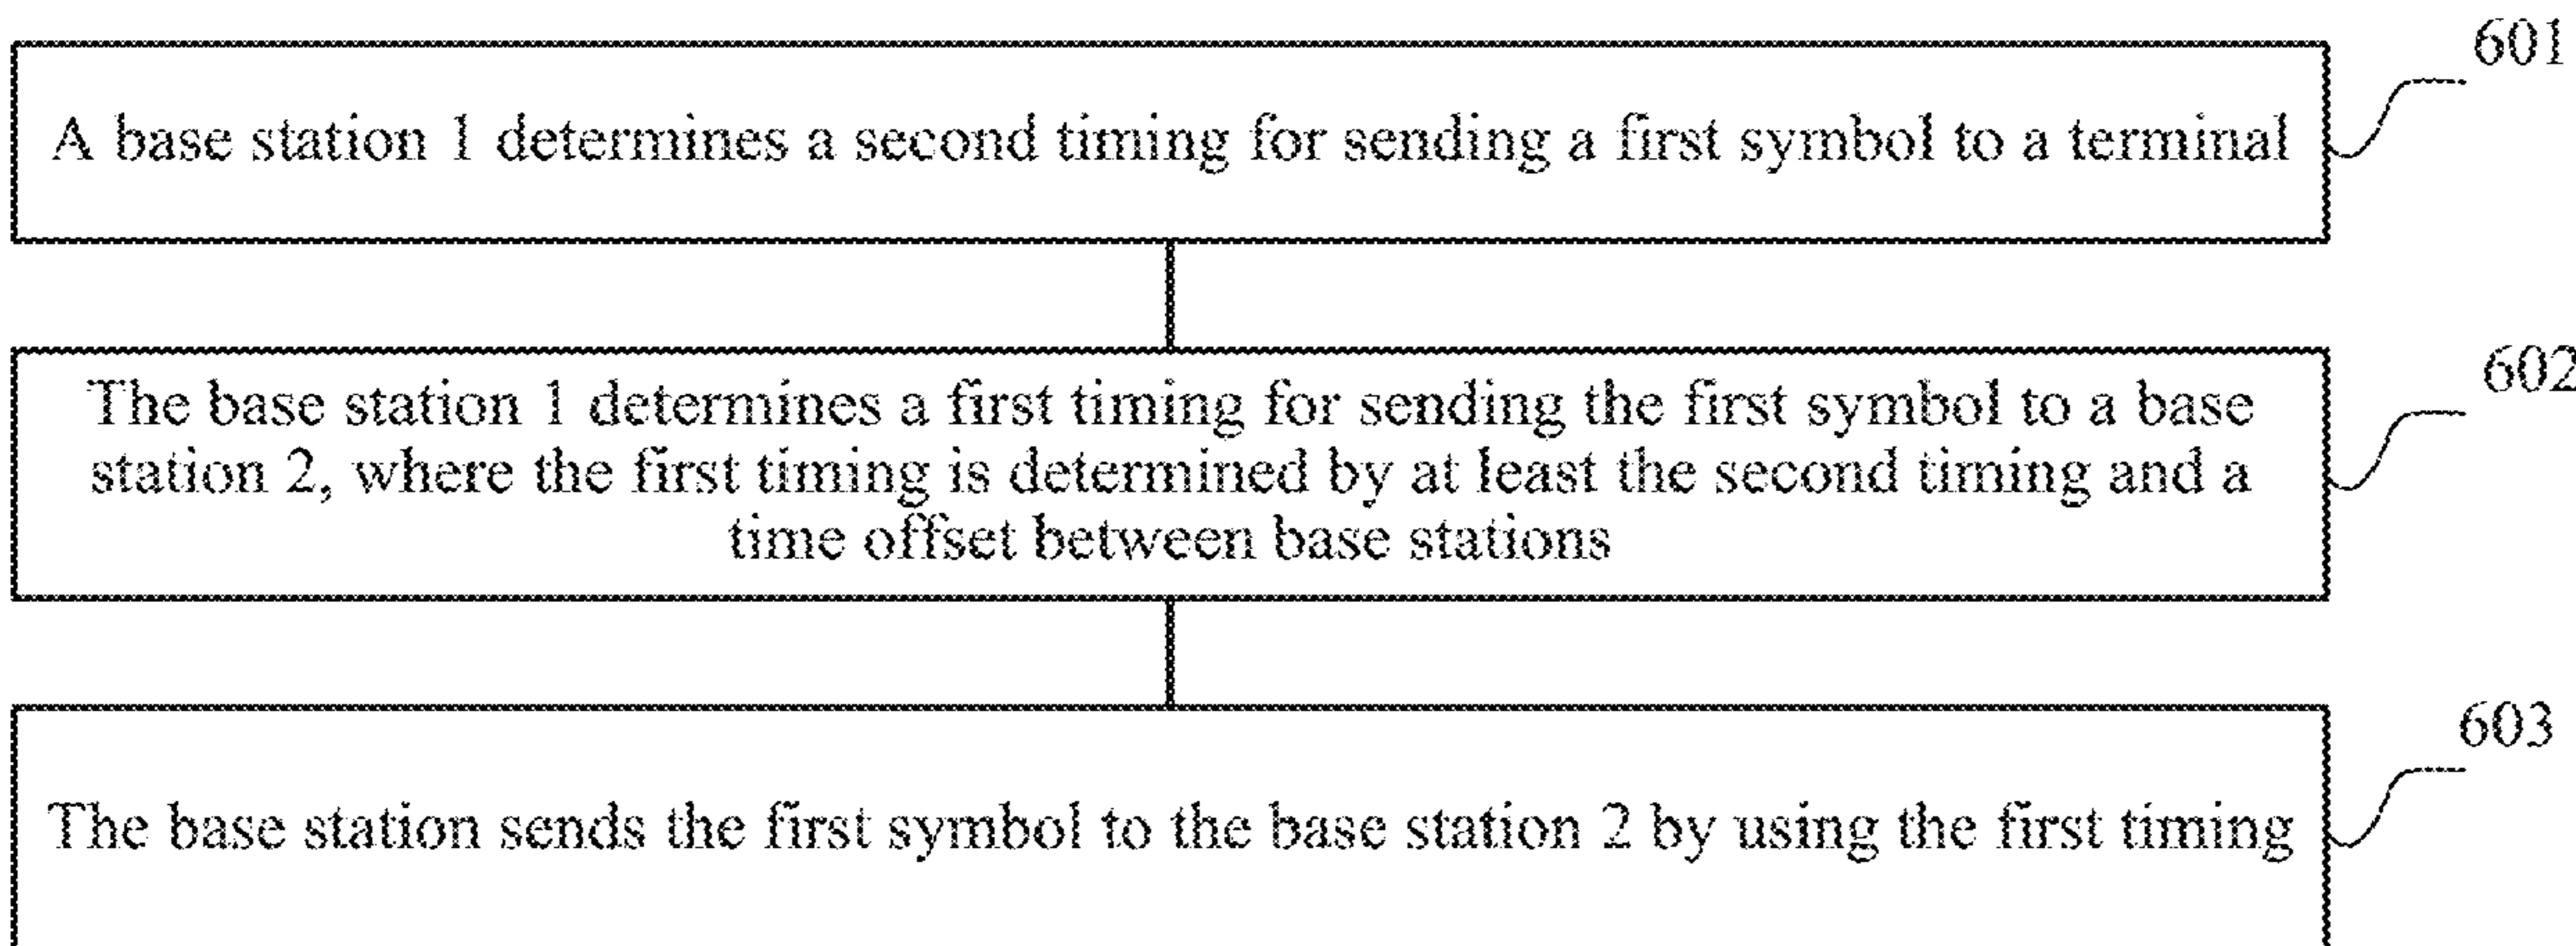 601
A base station 1 determines a second timing for sending a first symbol to a terminal
602
The base station 1 determines a first timing for sending the first symbol to a base
station 2, where the first timing is determined by at least the second timing and a
time offset between base stations
603
The base station sends the first symbol to the base station 2 by using the first timing